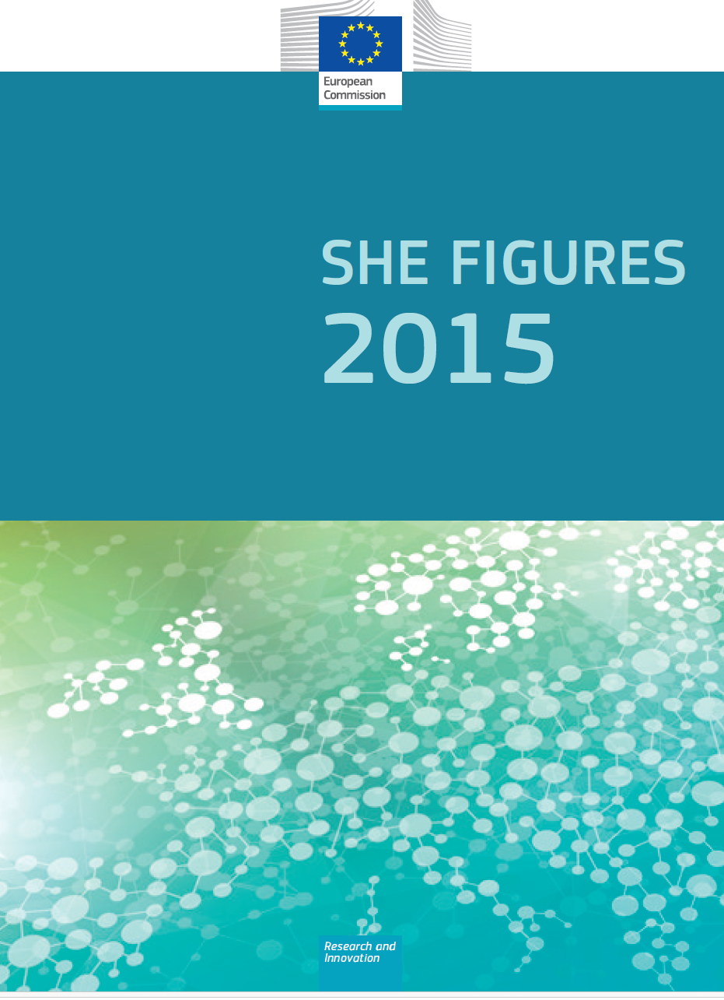 European
Commission
SHE FIGURES
2015
Research and
Innovation